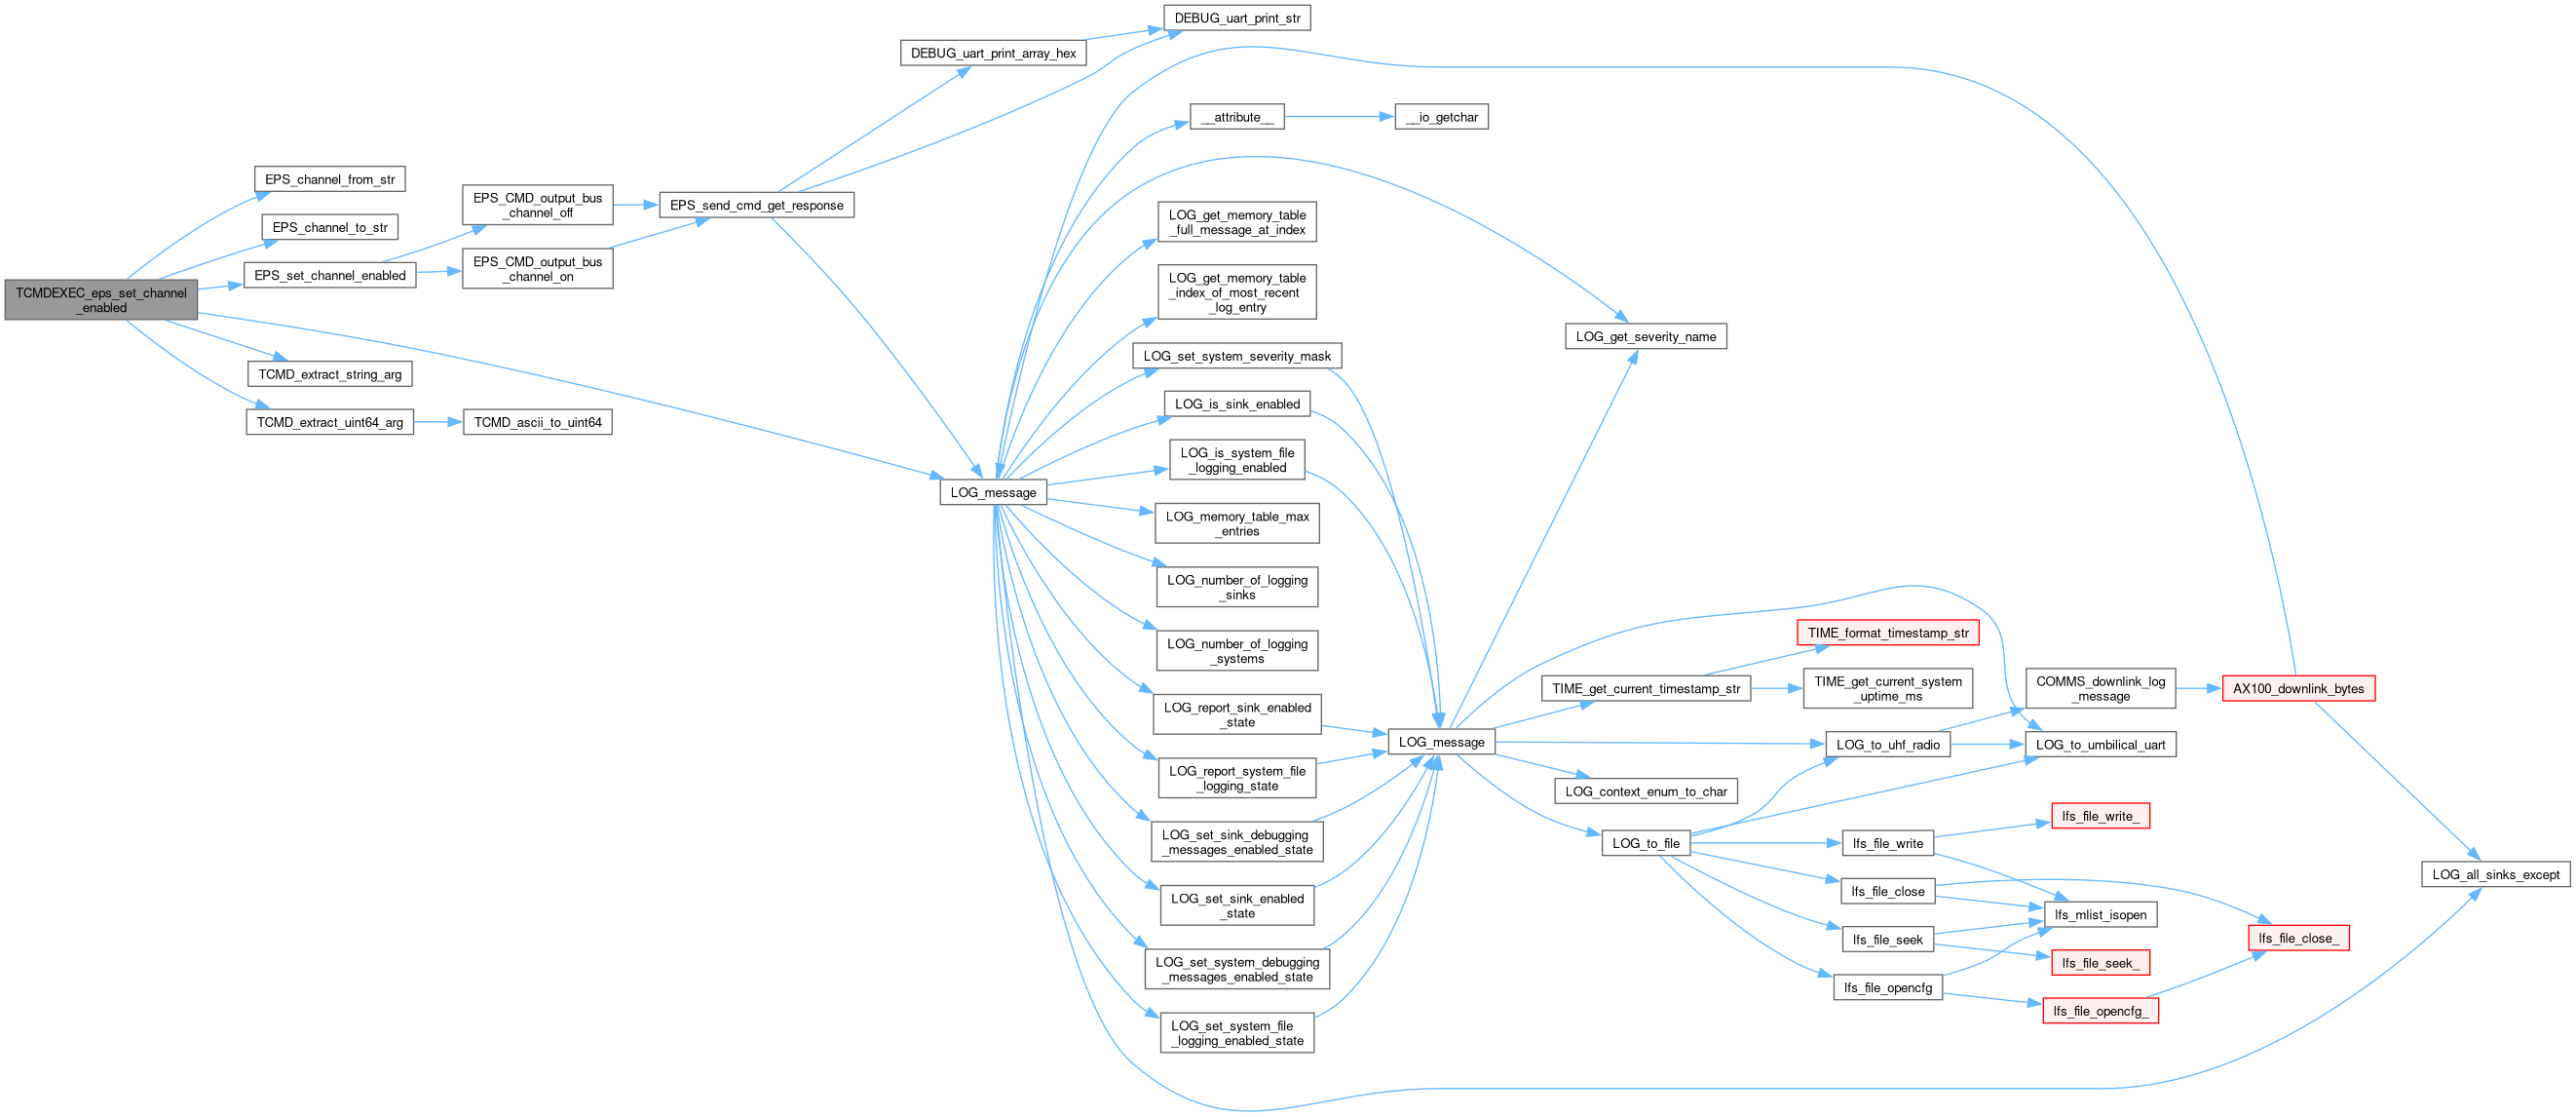 TCMDEXEC_eps_set_channel
_enabled
EPS_channel_from_str
EPS_channel_to_str
EPS_set_channel_enabled
TCMD_extract_string_arg
TCMD_extract_uint64_arg
EPS_CMD_output_bus
_channel_off
EPS_CMD_output_bus
_channel_on
TCMD_ascii_to_uint64
EPS_send_cmd_get_response
DEBUG_uart_print_array_hex
DEBUG_uart_print_str
LOG_message
__attribute__
__io_getchar
LOG_get_memory_table
_full_message_at_index
LOG_get_memory_table
_index_of_most_recent
_log_entry
LOG_set_system_severity_mask
LOG_is_sink_enabled
LOG_is_system_file
_logging_enabled
LOG_memory_table_max
_entries
LOG_number_of_logging
_sinks
LOG_number_of_logging
_systems
LOG_report_sink_enabled
_state
LOG_report_system_file
_logging_state
LOG_set_sink_debugging
_messages_enabled_state
LOG_set_sink_enabled
_state
LOG_set_system_debugging
_messages_enabled_state
LOG_set_system_file
_logging_enabled_state
LOG_message
LOG_get_severity_name
TIME_get_current_timestamp_str
LOG_context_enum_to_char
LOG_to_file
TIME_format_timestamp_str
TIME_get_current_system
_uptime_ms
LOG_to_uhf_radio
lfs_file_write
lfs_file_close
lfs_file_seek
lfs_file_opencfg
COMMS_downlink_log
_message
LOG_to_umbilical_uart
lfs_file_write_
lfs_mlist_isopen
lfs_file_seek_
lfs_file_opencfg_
AX100_downlink_bytes
lfs_file_close_
LOG_all_sinks_except